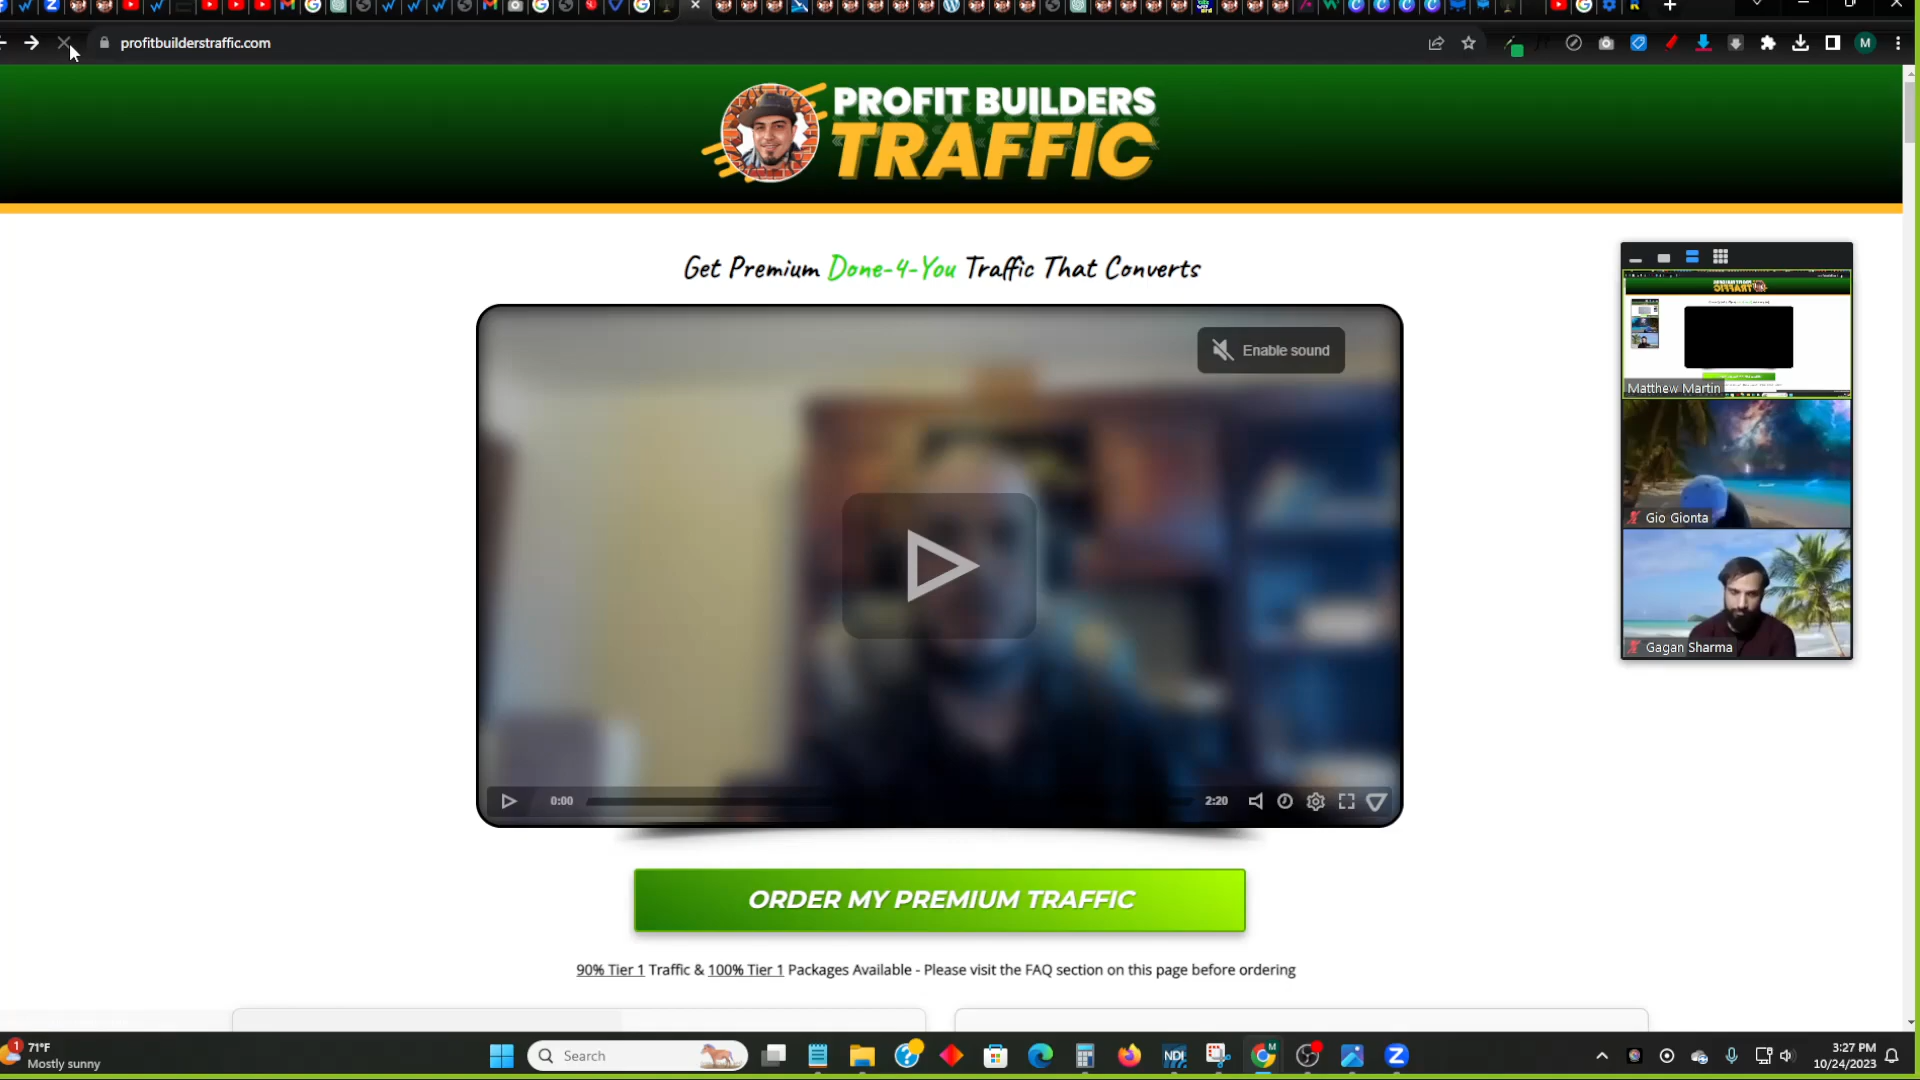 profitbuilderstraffic.com
M
PROFIT BUILDERS
TRAFFIC
Get Premium Done-4-You Traffic That Converts
Enable sound
0:00
2:20
Matthew Martin
Gio Gionta
Gagan Sharma
ORDER MY PREMIUM TRAFFIC
90% Tier 1 Traffic & 100% Tier 1 Packages Available - Please visit the FAQ section on this page before ordering
1
71°F
Mostly sunny
Search
NDI
M
3:27 PM
10/24/2023